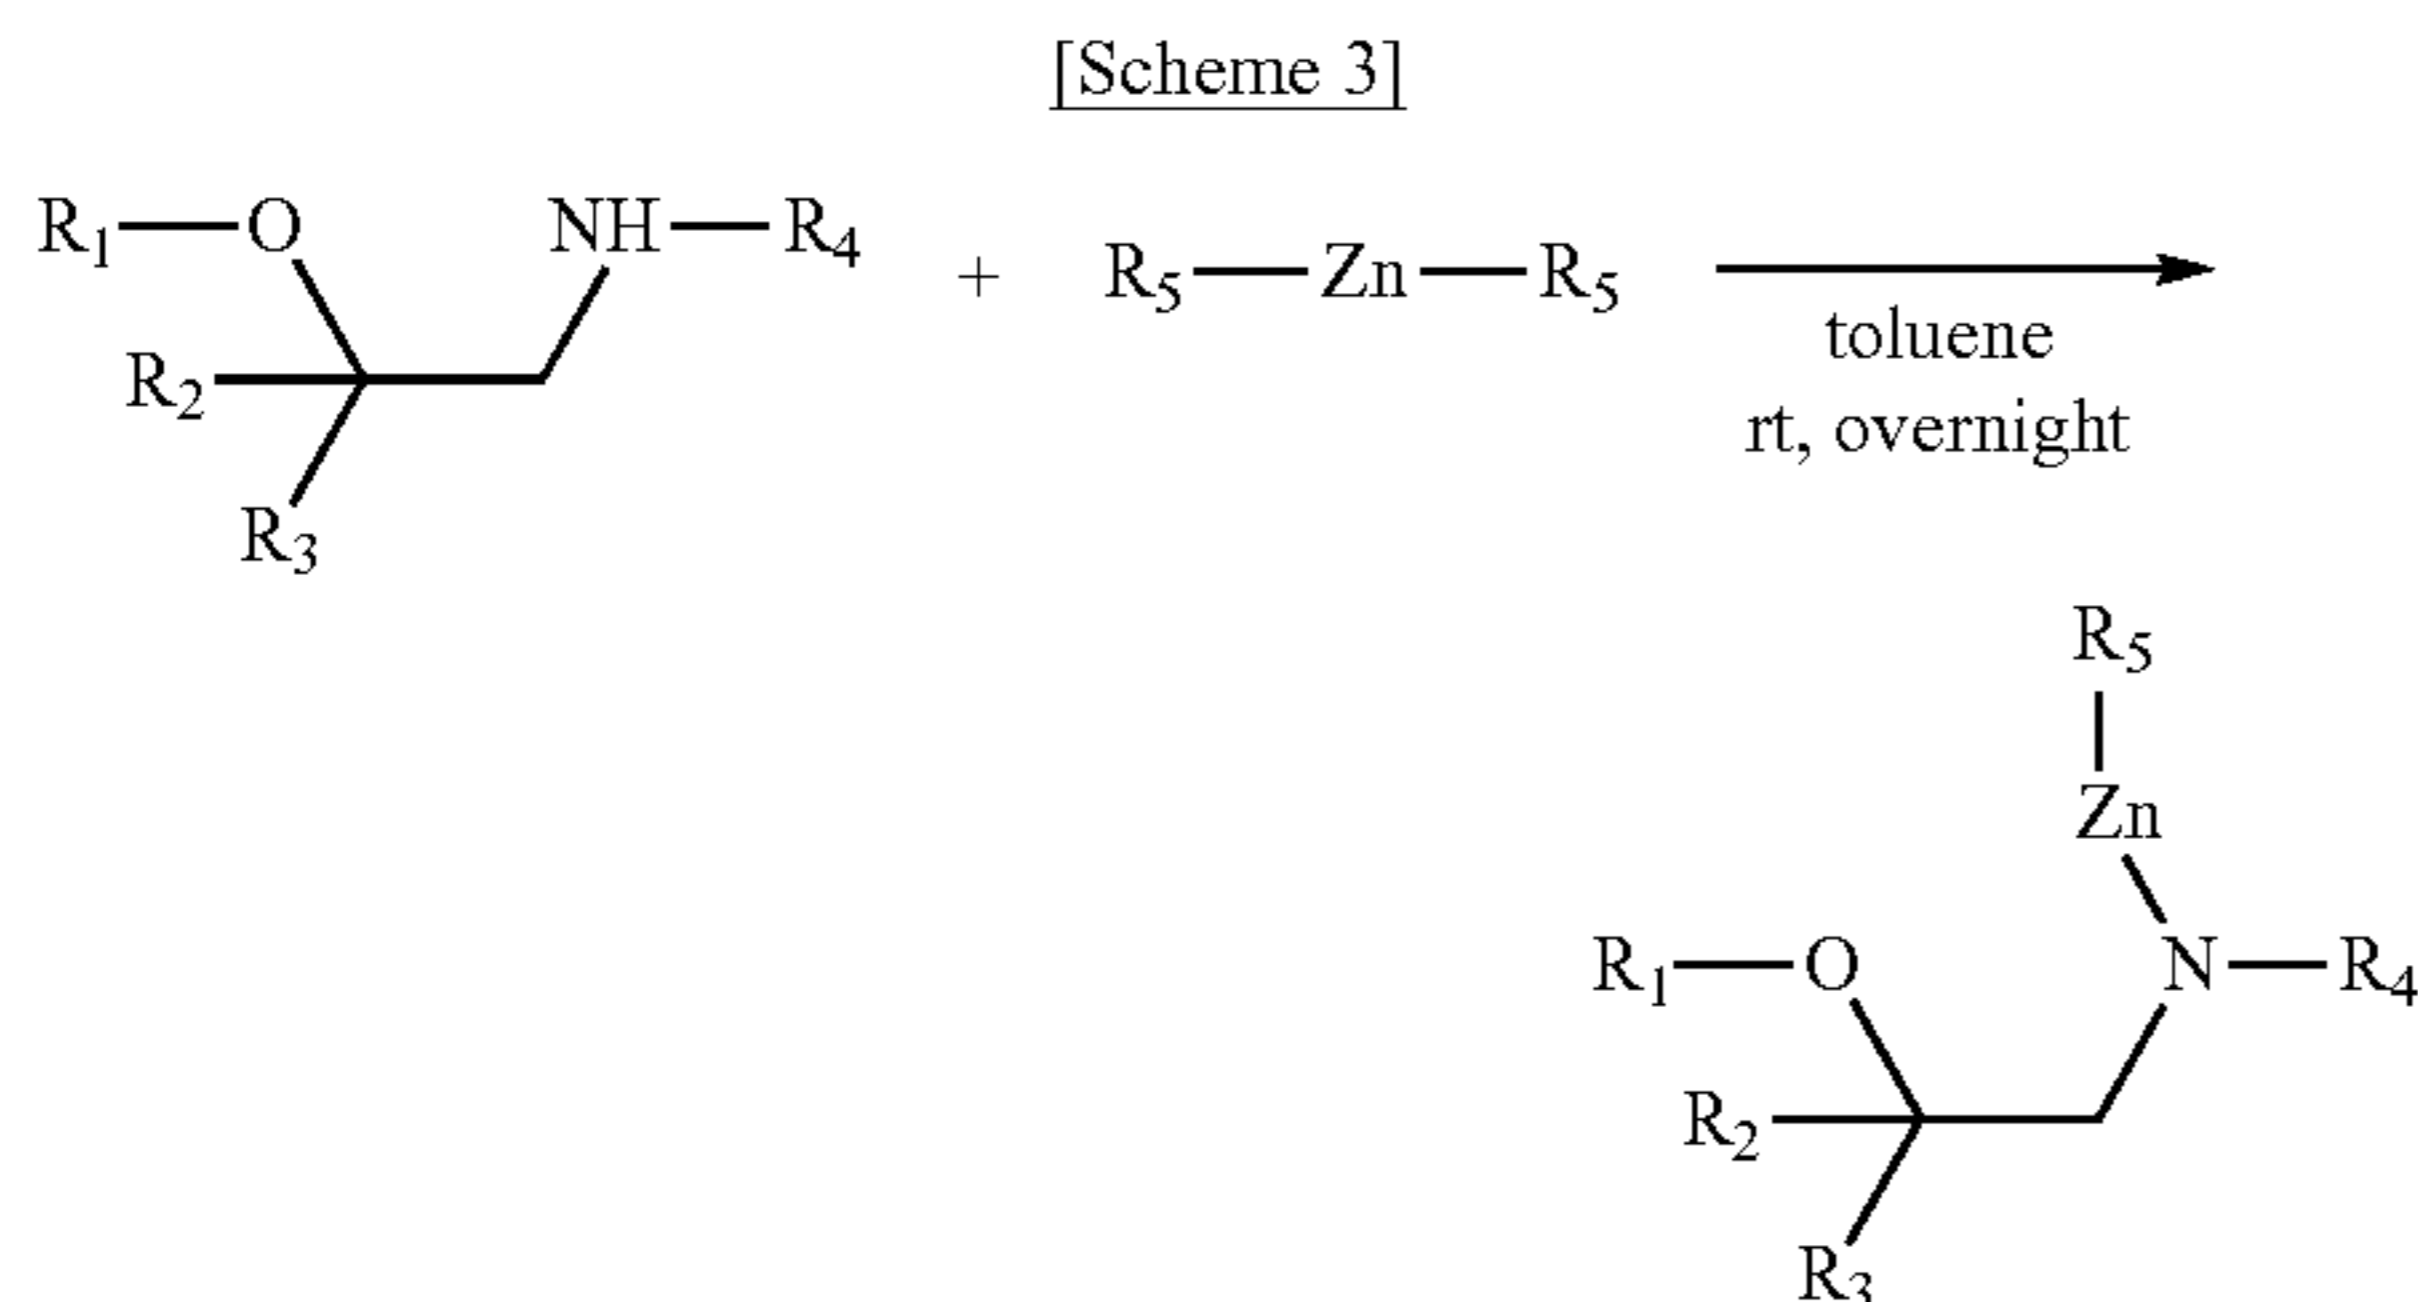 [Scheme 3]
R1—O NH—R4
R2
R3
+
R5—Zn—R5
toluene
rt, overnight
R5
Zn
R1—O N—R4
R2
R3